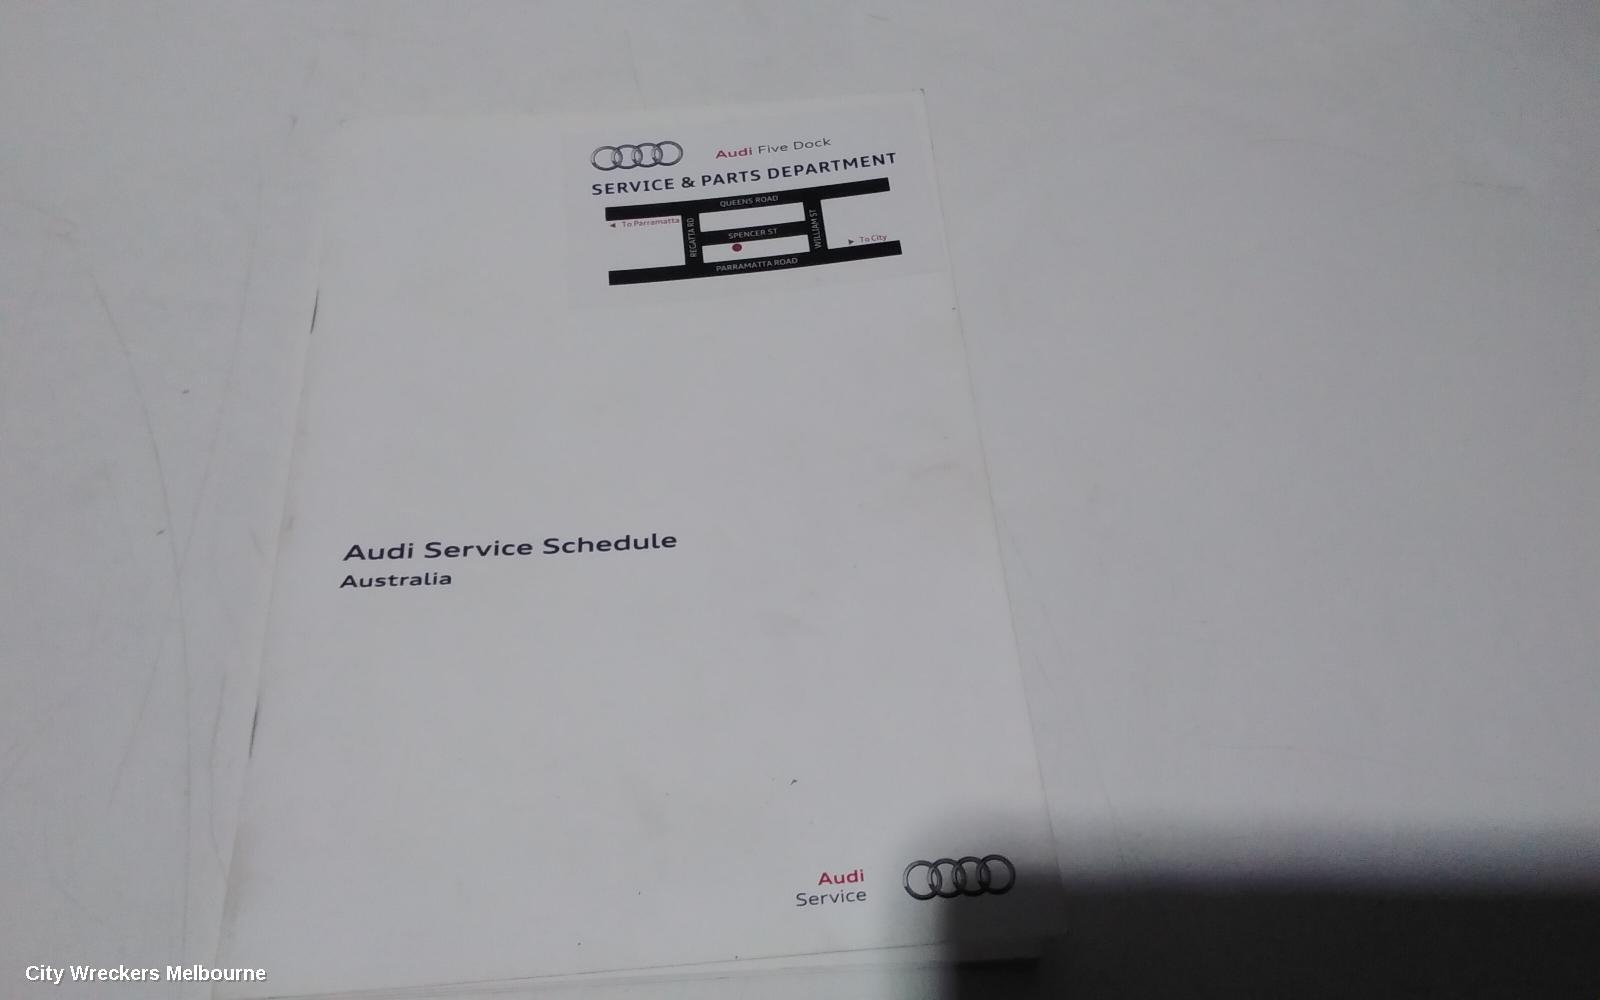 Audi Five Dock
SERVICE & PARTS DEPARTMENT
QUEENS ROAD
◄ To Parramatta
REGATTA RD
SPENCER ST
WILLIAM ST
► To City
PARRAMATTA ROAD
Audi Service Schedule
Australia
Audi
Service
City Wreckers Melbourne